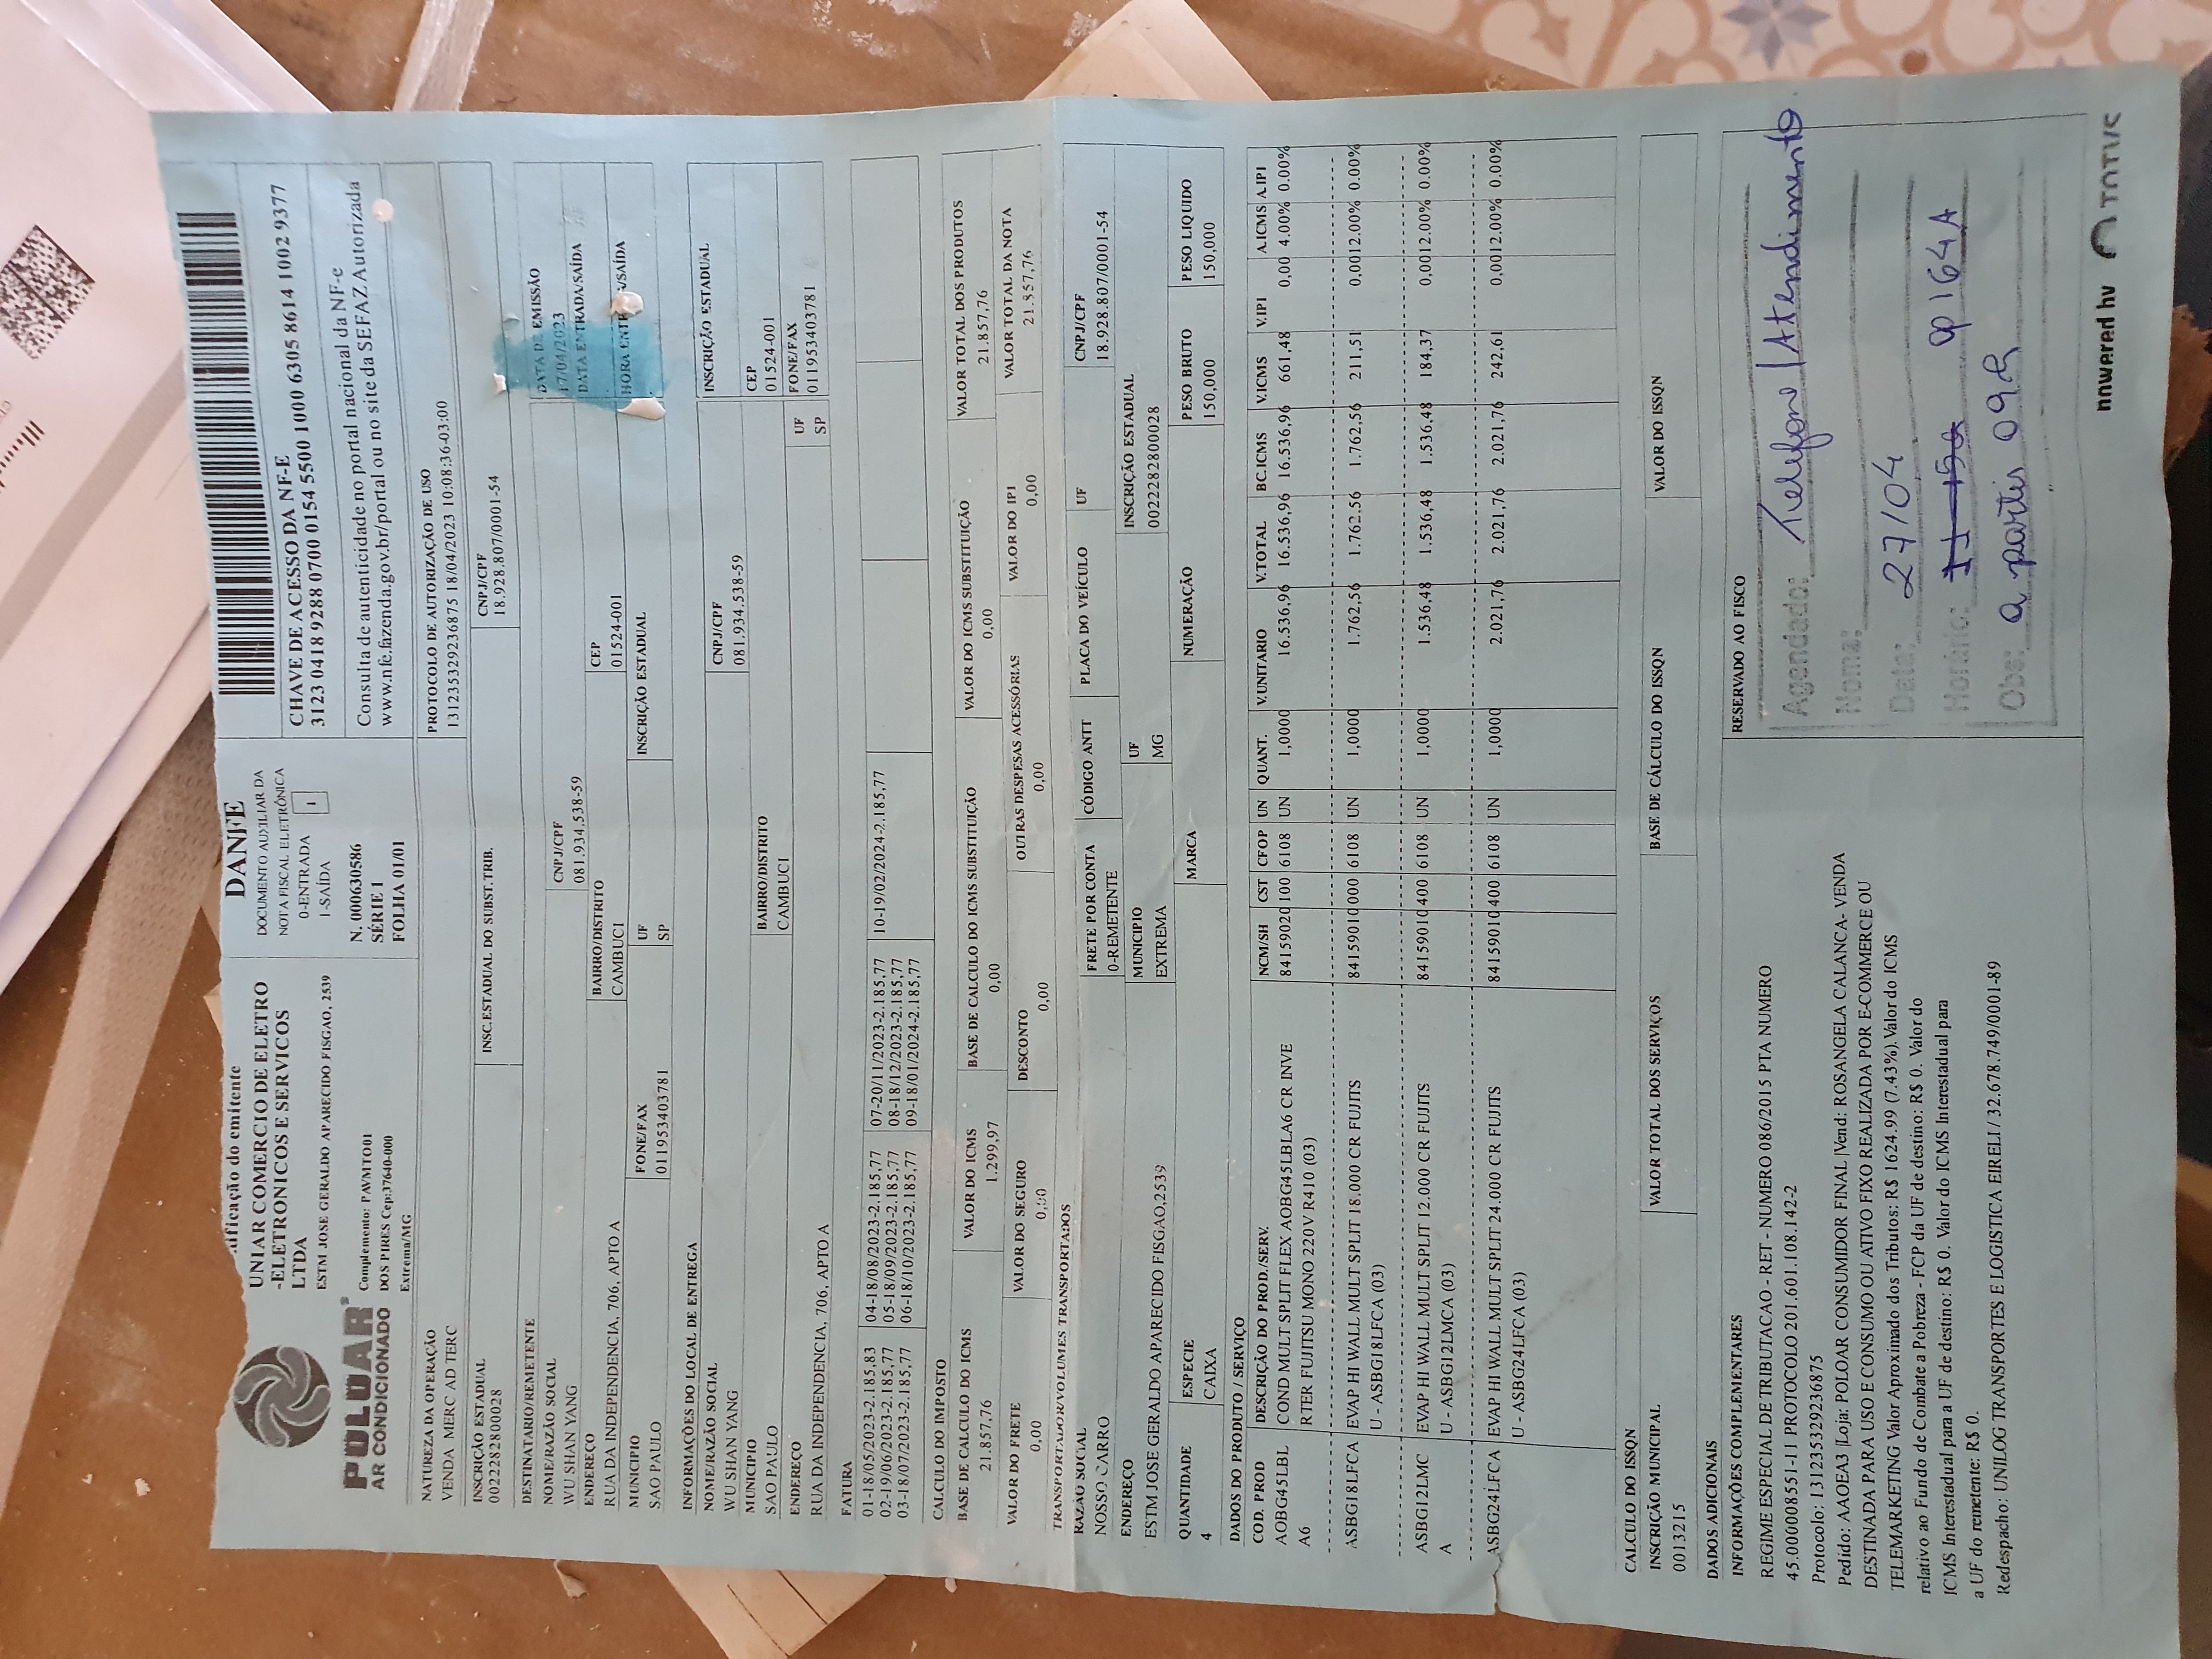 ificação do emitente
UNIAR COMERCIO DE ELETRO
-ELETRONICOS E SERVICOS
LTDA
ESTM JOSE GERALDO APARECIDO FISGAO, 2539
Complemento: PAVMTO01
DOS PIRES Cep:37640-000
Extrema/MG
POLOAR
AR CONDICIONADO
DANFE
DOCUMENTO AUXILIAR DA
NOTA FISCAL ELETRÔNICA
0-ENTRADA
1-SAÍDA
1
N. 000630586
SÉRIE 1
FOLHA 01/01
CHAVE DE ACESSO DA NF-E
3123 0418 9288 0700 0154 5500 1000 6305 8614 1002 9377
Consulta de autenticidade no portal nacional da NF-e
www.nfe.fazenda.gov.br/portal ou no site da SEFAZ Autorizada
NATUREZA DA OPERAÇÃO
VENDA MERC AD TERC
PROTOCOLO DE AUTORIZAÇÃO DE USO
131235329236875 18/04/2023 10:08:36-03:00
INSCRIÇÃO ESTADUAL
0022282800028
INSC.ESTADUAL DO SUBST.TRIB.
CNPJ/CPF
18.928.807/0001-54
DESTINATARIO/REMETENTE
NOME/RAZÃO SOCIAL
WU SHAN YANG
CNPJ/CPF
081.934.538-59
DATA DE EMISSÃO
17/04/2023
ENDEREÇO
RUA DA INDEPENDENCIA, 706, APTO A
BAIRRO/DISTRITO
CAMBUCI
CEP
01524-001
DATA ENTRADA/SAÍDA
MUNICIPIO
SAO PAULO
FONE/FAX
011953403781
UF
SP
INSCRIÇÃO ESTADUAL
HORA ENTR /SAÍDA
INFORMAÇÕES DO LOCAL DE ENTREGA
NOME/RAZÃO SOCIAL
WU SHAN YANG
CNPJ/CPF
081.934.538-59
INSCRIÇÃO ESTADUAL
MUNICIPIO
SAO PAULO
BAIRRO/DISTRITO
CAMBUCI
CEP
01524-001
ENDEREÇO
RUA DA INDEPENDENCIA, 706, APTO A
UF
SP
FONE/FAX
011953403781
FATURA
01-18/05/2023-2.185,83 04-18/08/2023-2.185,77 07-20/11/2023-2.185,77 10-19/02/2024-2.185,77
02-19/06/2023-2.185,77 05-18/09/2023-2.185,77 08-18/12/2023-2.185,77
03-18/07/2023-2.185,77 06-18/10/2023-2.185,77 09-18/01/2024-2.185,77
CALCULO DO IMPOSTO
BASE DE CALCULO DO ICMS VALOR DO ICMS BASE DE CALCULO DO ICMS SUBSTITUIÇÃO VALOR DO ICMS SUBSTITUIÇÃO VALOR TOTAL DOS PRODUTOS
21.857,76 1.299,97 0,00 0,00 21.857,76
VALOR DO FRETE VALOR DO SEGURO DESCONTO OUTRAS DESPESAS ACESSÓRIAS VALOR DO IPI VALOR TOTAL DA NOTA
0,00 0,00 0,00 0,00 0,00 21.857,76
TRANSPORTADOR/VOLUMES TRANSPORTADOS
RAZÃO SOCIAL FRETE POR CONTA CÓDIGO ANTT PLACA DO VEÍCULO UF CNPJ/CPF
NOSSO CARRO 0-REMETENTE 18.928.807/0001-54
ENDEREÇO MUNICIPIO UF INSCRIÇÃO ESTADUAL
ESTM JOSE GERALDO APARECIDO FISGAO,2539 EXTREMA MG 0022282800028
QUANTIDADE ESPECIE MARCA NUMERAÇÃO PESO BRUTO PESO LIQUIDO
4 CAIXA 150,000 150,000
DADOS DO PRODUTO / SERVIÇO
COD. PROD DESCRIÇÃO DO PROD./SERV. NCM/SH CST CFOP UN QUANT. V.UNITARIO V.TOTAL BC.ICMS V.ICMS V.IPI A.ICMS A.IPI
AOBG45LBL COND MULT SPLIT FLEX AOBG45LBLA6 CR INVE 84159020 100 6108 UN 1,0000 16.536,96 16.536,96 16.536,96 661,48 0,00 4.00% 0.00%
A6 RTER FUJITSU MONO 220V R410 (03)
ASBG18LFCA EVAP HI WALL MULT SPLIT 18.000 CR FUJITS 84159010 000 6108 UN 1,0000 1.762,56 1.762,56 1.762,56 211,51 0,00 12.00% 0.00%
U - ASBG18LFCA (03)
ASBG12LMC EVAP HI WALL MULT SPLIT 12.000 CR FUJITS 84159010 400 6108 UN 1,0000 1.536,48 1.536,48 1.536,48 184,37 0,00 12.00% 0.00%
A U - ASBG12LMCA (03)
ASBG24LFCA EVAP HI WALL MULT SPLIT 24.000 CR FUJITS 84159010 400 6108 UN 1,0000 2.021,76 2.021,76 2.021,76 242,61 0,00 12.00% 0.00%
U - ASBG24LFCA (03)
CALCULO DO ISSQN
INSCRIÇÃO MUNICIPAL VALOR TOTAL DOS SERVIÇOS BASE DE CÁLCULO DO ISSQN VALOR DO ISSQN
0013215
DADOS ADICIONAIS
INFORMAÇÕES COMPLEMENTARES
REGIME ESPECIAL DE TRIBUTACAO - RET - NUMERO 086/2015 PTA NUMERO
45.000008551-11 PROTOCOLO 201.601.108.142-2
Protocolo: 131235329236875
Pedido: AAOEA3 |Loja: POLOAR CONSUMIDOR FINAL |Vend: ROSANGELA CALANCA- VENDA
DESTINADA PARA USO E CONSUMO OU ATIVO FIXO REALIZADA POR E-COMMERCE OU
TELEMARKETING Valor Aproximado dos Tributos: R$ 1624.99 (7.43%). Valor do ICMS
relativo ao Fundo de Combate a Pobreza - FCP da UF de destino: R$ 0. Valor do
ICMS Interestadual para a UF de destino: R$ 0. Valor do ICMS Interestadual para
a UF do remetente: R$ 0.
Redespacho: UNILOG TRANSPORTES E LOGISTICA EIRELI / 32.678.749/0001-89
RESERVADO AO FISCO
Agendado: Telefone / Atendimento
Nome:
Data: 27/04
Horário: 164A
Obs: a partir 09h
powered by TOTVS